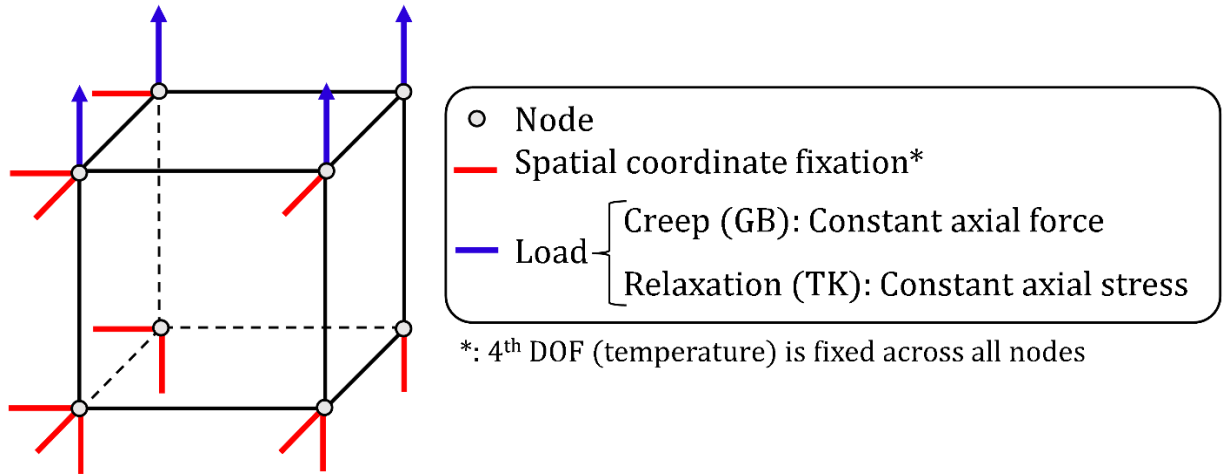 Node
Spatial coordinate fixation*
Load
Creep (GB): Constant axial force
Relaxation (TK): Constant axial stress
*: 4th DOF (temperature) is fixed across all nodes